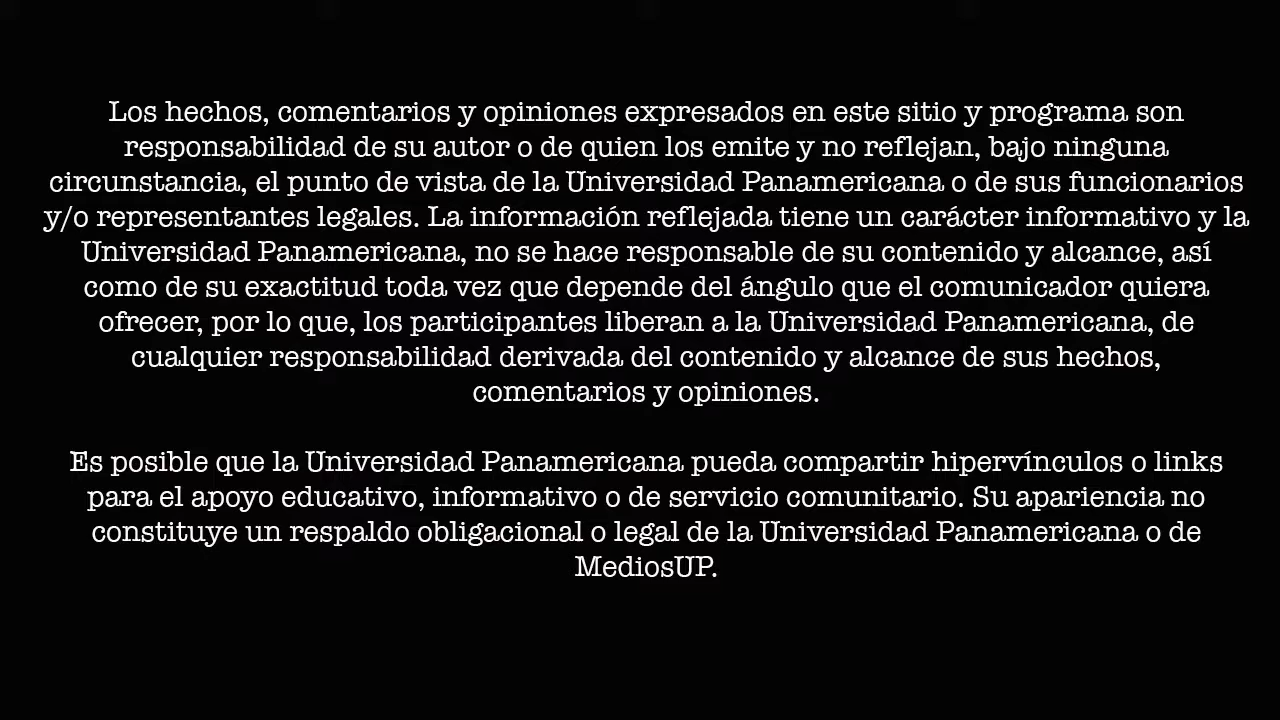 Los hechos, comentarios y opiniones expresados en este sitio y programa son
responsabilidad de su autor o de quien los emite y no reflejan, bajo ninguna
circunstancia, el punto de vista de la Universidad Panamericana o de sus funcionarios
y/o representantes legales. La información reflejada tiene un carácter informativo y la
Universidad Panamericana, no se hace responsable de su contenido y alcance, así
como de su exactitud toda vez que depende del ángulo que el comunicador quiera
ofrecer, por lo que, los participantes liberan a la Universidad Panamericana, de
cualquier responsabilidad derivada del contenido y alcance de sus hechos,
comentarios y opiniones.
Es posible que la Universidad Panamericana pueda compartir hipervínculos o links
para el apoyo educativo, informativo o de servicio comunitario. Su apariencia no
constituye un respaldo obligacional o legal de la Universidad Panamericana o de
MediosUP.